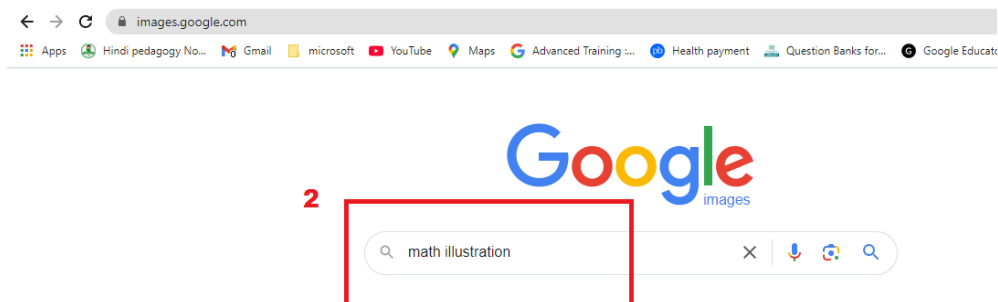 images.google.com
Apps Hindi pedagogy No... Gmail microsoft YouTube Maps Advanced Training :... pb Health payment Question Banks for... G Google Educato
Google
images
2
math illustration